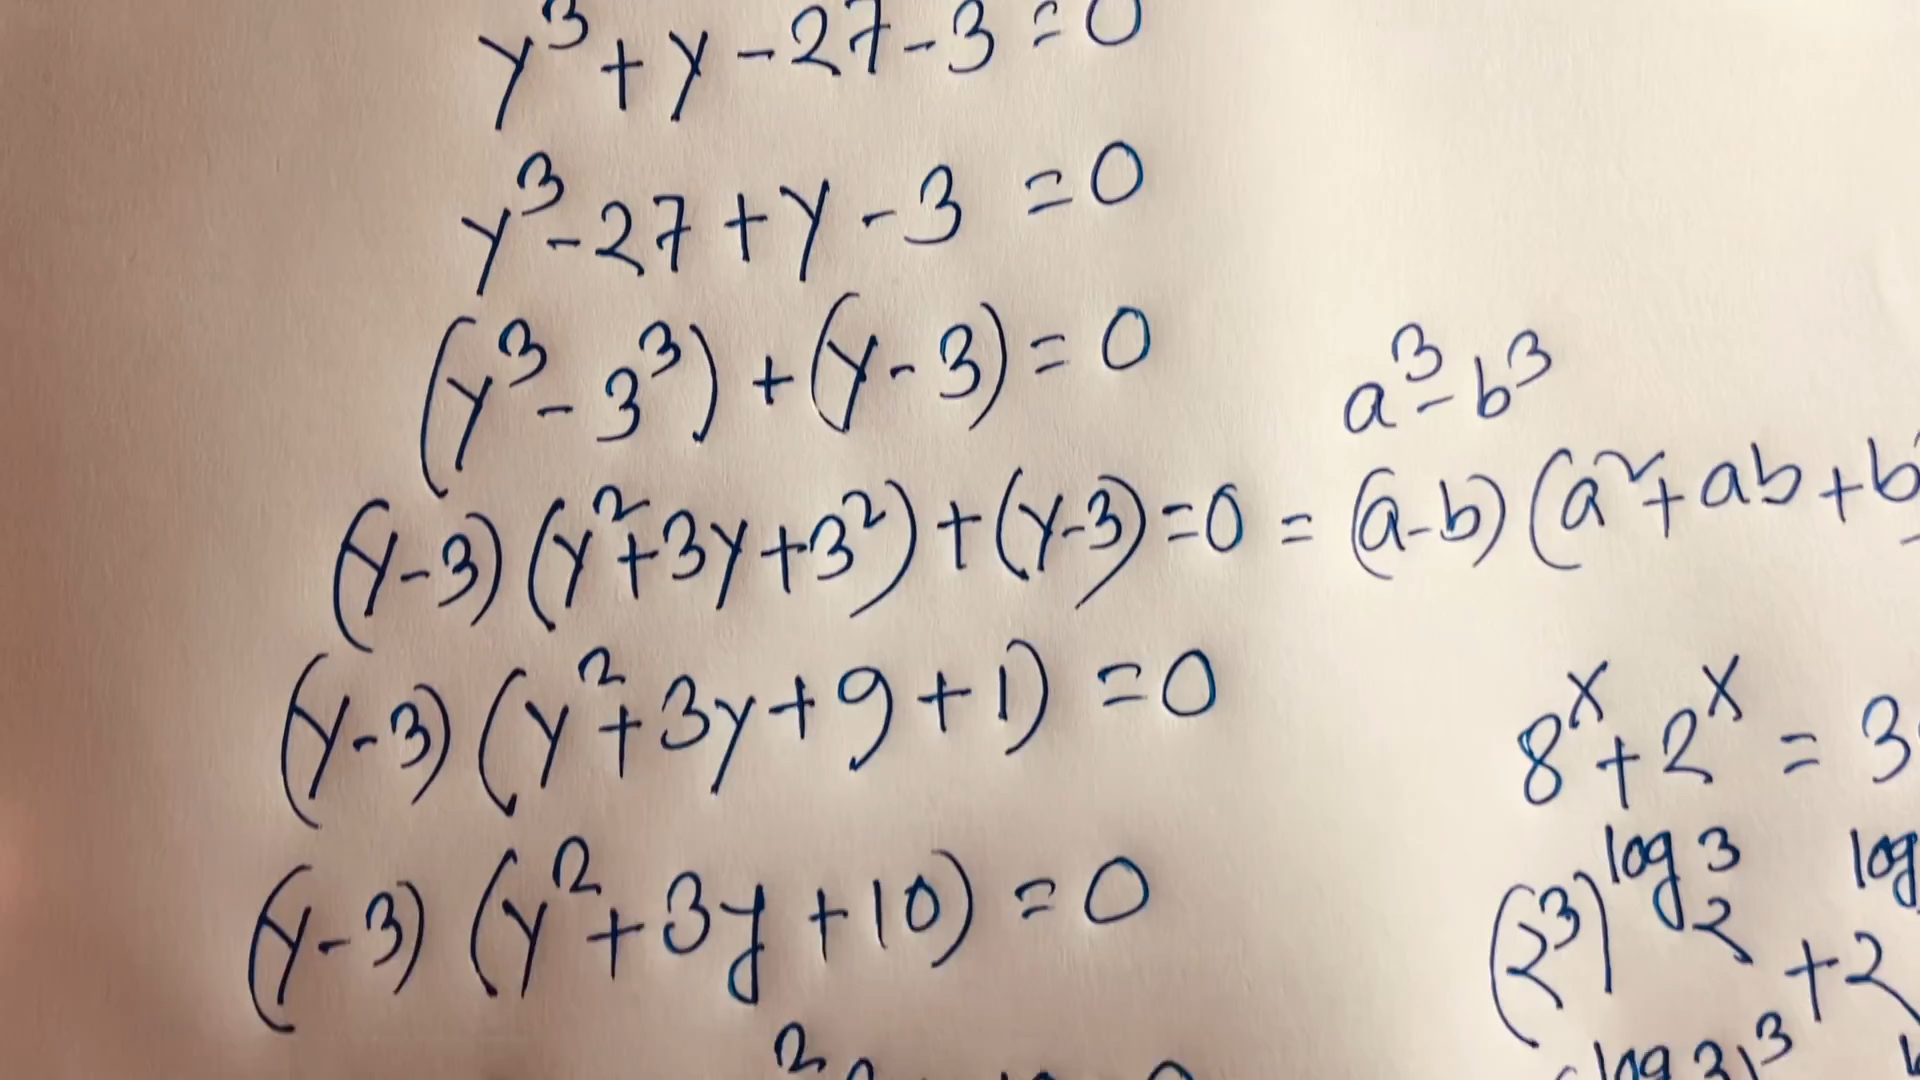 y³+y-27-3=0
y³-27+y-3=0
(y³-3³)+(y-3)=0
a³-b³
(y-3)(y²+3y+3²)+(y-3)=0 = (a-b)(a²+ab+b
(y-3)(y²+3y+9+1)=0
8ˣ+2ˣ = 3
(y-3)(y²+3y+10)=0
(2³)^log₂3 +2^log